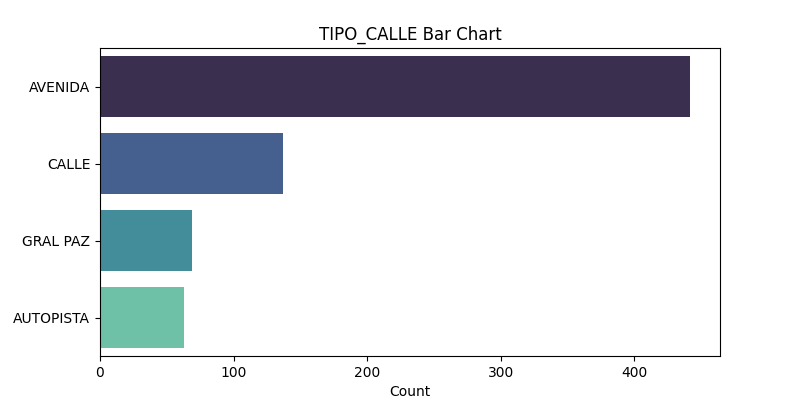 TIPO_CALLE Bar Chart
AVENIDA
CALLE
GRAL PAZ
AUTOPISTA
0 100 200 300 400
Count